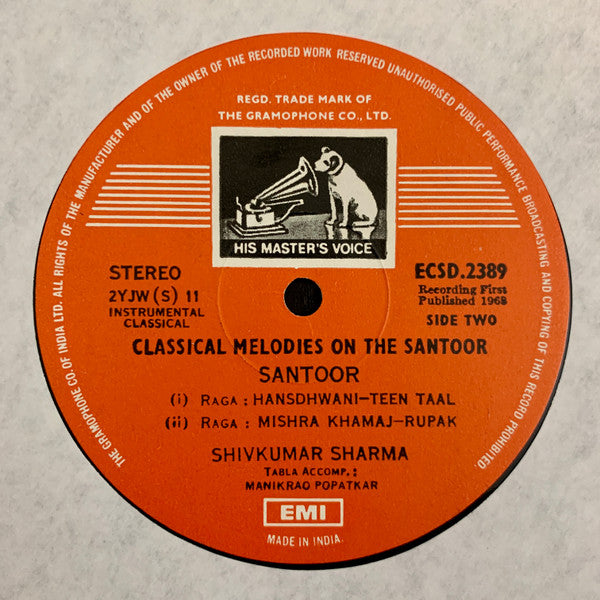 THE GRAMOPHONE CO. OF INDIA LTD. ALL RIGHTS OF THE MANUFACTURER AND OF THE OWNER OF THE RECORDED WORK RESERVED UNAUTHORISED PUBLIC PERFORMANCE BROADCASTING AND COPYING OF THIS RECORD PROHIBITED.
REGD. TRADE MARK OF
THE GRAMOPHONE CO., LTD.
HIS MASTER'S VOICE
STEREO
2YJW (S) 11
INSTRUMENTAL
CLASSICAL
ECSD.2389
Recording First
Published 1968
SIDE TWO
CLASSICAL MELODIES ON THE SANTOOR
SANTOOR
(i) RAGA : HANSDHWANI-TEEN TAAL
(ii) RAGA : MISHRA KHAMAJ-RUPAK
SHIVKUMAR SHARMA
TABLA ACCOMP.:
MANIKRAO POPATKAR
EMI
MADE IN INDIA.